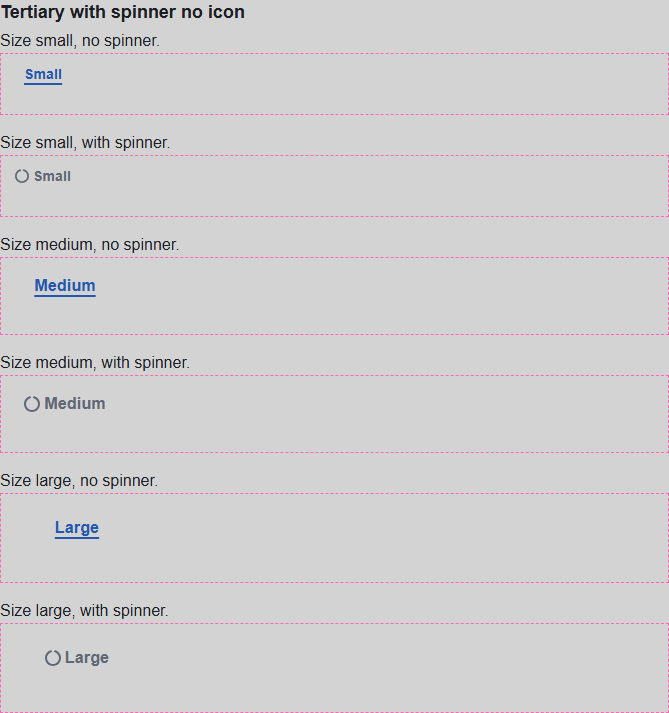 Tertiary with spinner no icon
Size small, no spinner.
Small
Size small, with spinner.
Small
Size medium, no spinner.
Medium
Size medium, with spinner.
Medium
Size large, no spinner.
Large
Size large, with spinner.
Large